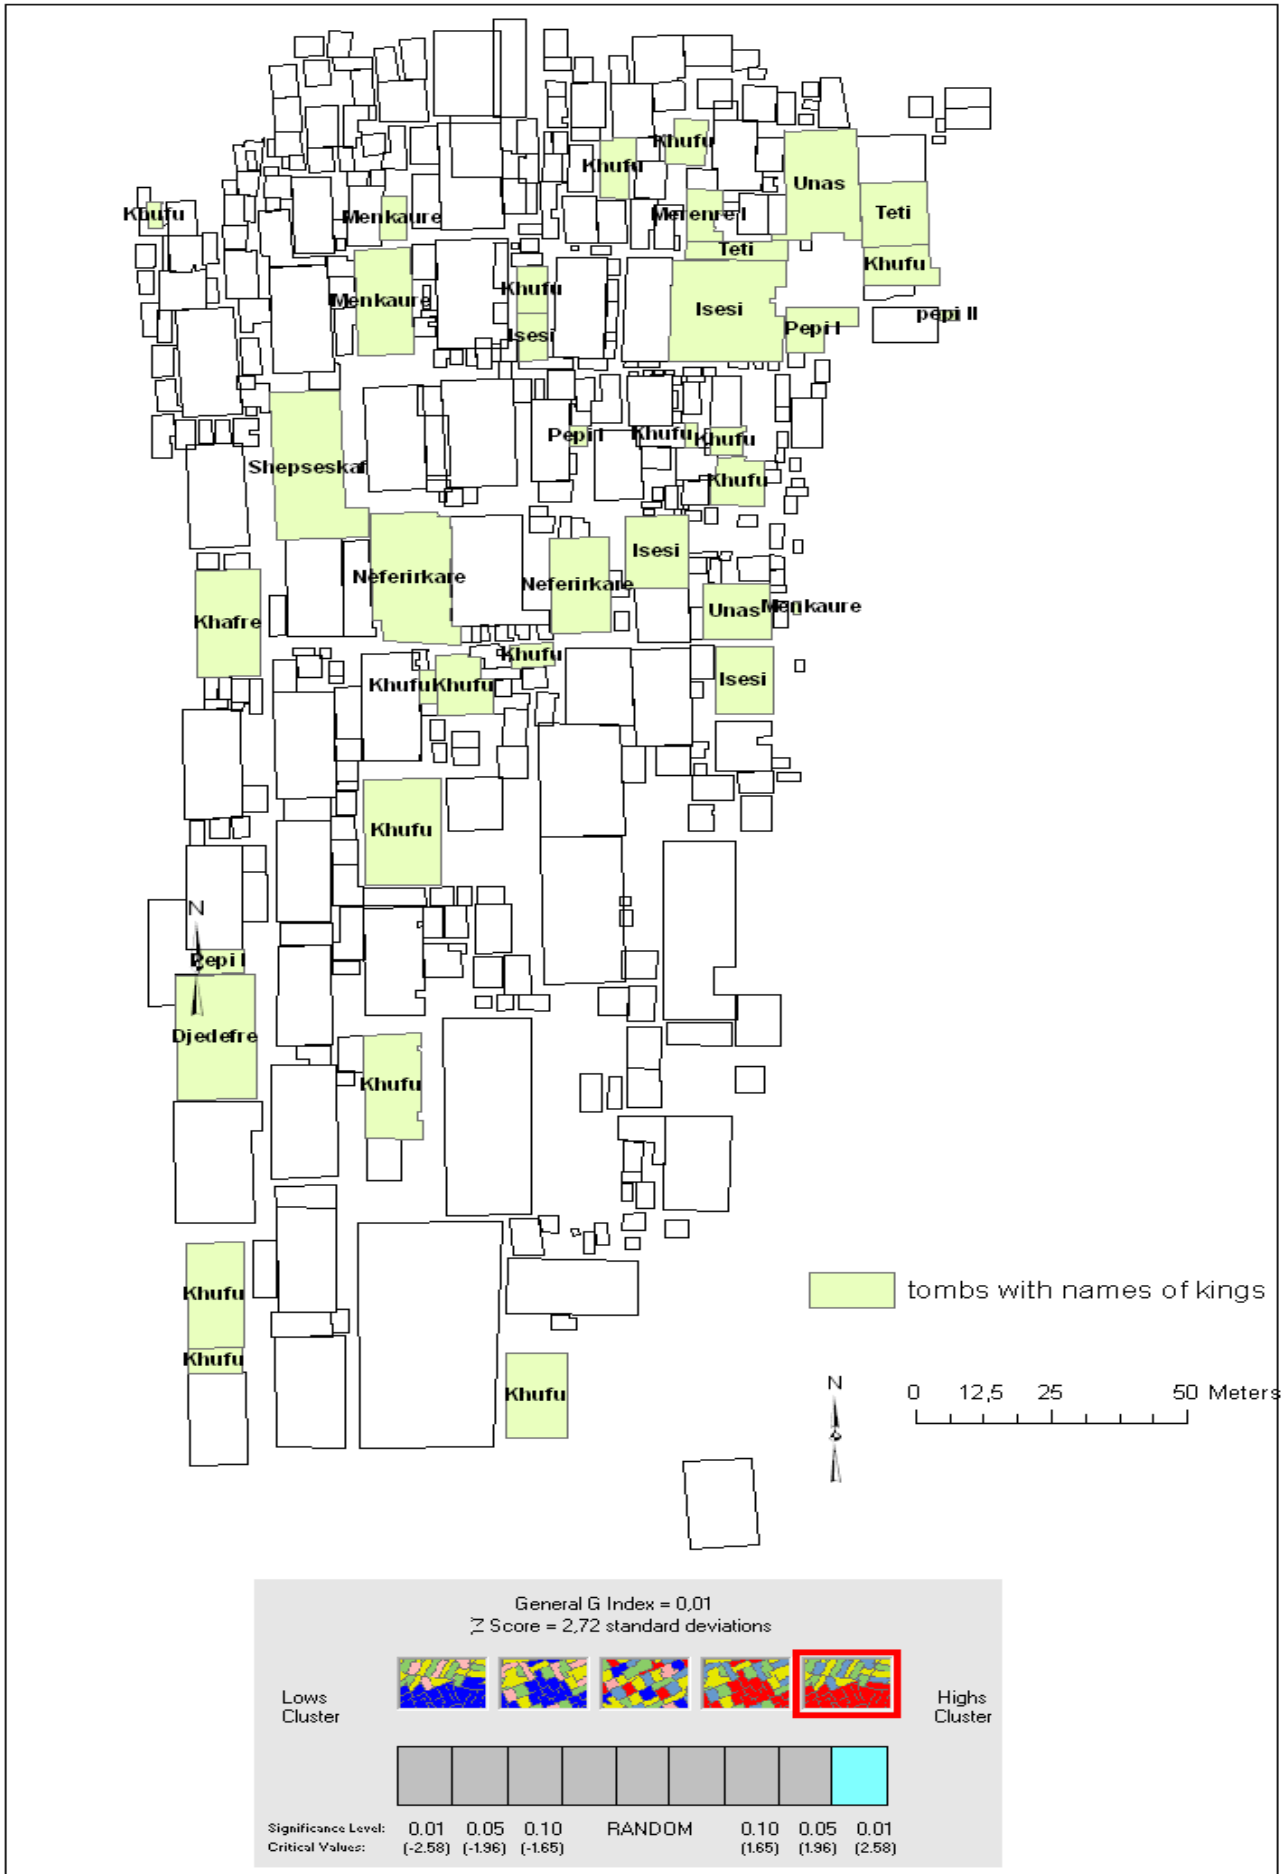 Khufu
Khufu
Unas
Khufu
Menkaure
Merenre I
Teti
Teti
Khufu
Khufu
Menkaure
Isesi
pepi II
Pepi I
Isesi
Pepi I
Khufu
Khufu
Shepseskaf
Khufu
Isesi
Neferirkare
Neferirkare
Unas
Menkaure
Khafre
Khufu
Khufu
Khufu
Isesi
Khufu
N
Pepi I
Djedefre
Khufu
Khufu
tombs with names of kings
Khufu
Khufu
N
0 12,5 25 50 Meters
General G Index = 0,01
Z Score = 2,72 standard deviations
Lows
Cluster
Highs
Cluster
Significance Level: 0.01 0.05 0.10 RANDOM 0.10 0.05 0.01
Critical Values: (-2.58) (-1.96) (-1.65) (1.65) (1.96) (2.58)